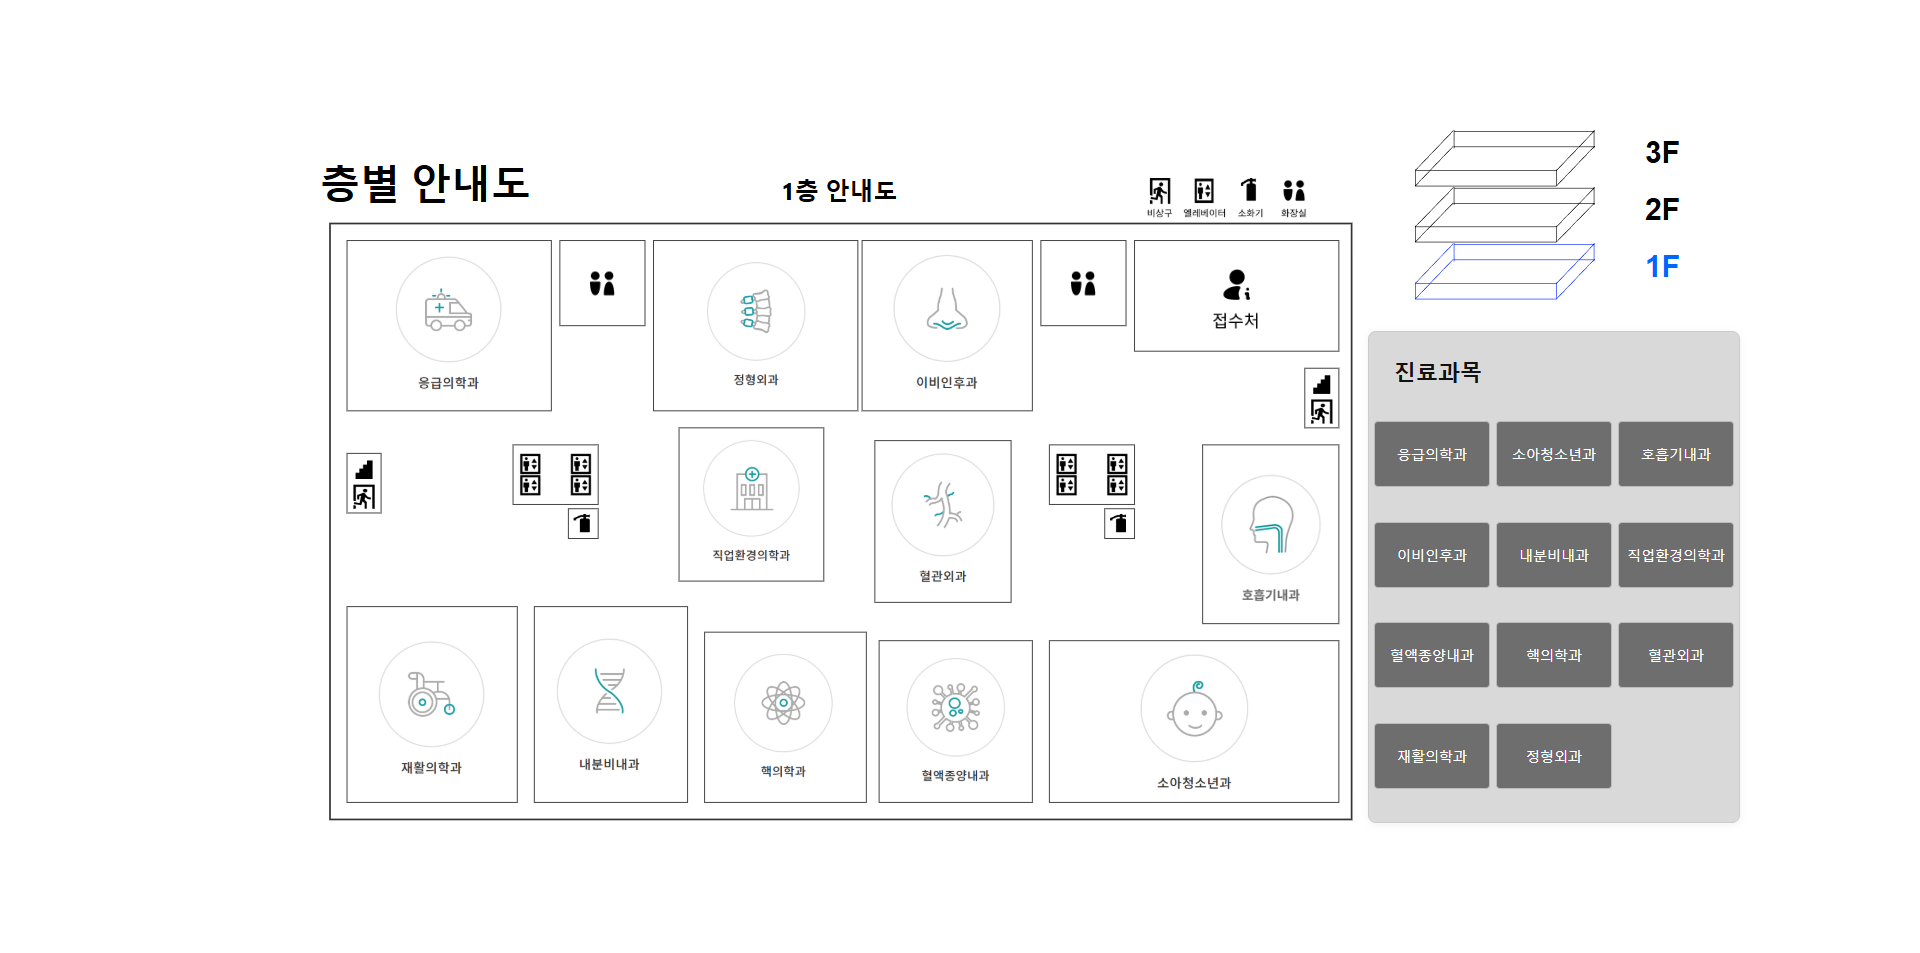 층별 안내도
1층 안내도
비상구
엘레베이터
소화기
화장실
3F
2F
1F
응급의학과
정형외과
이비인후과
접수처
직업환경의학과
혈관외과
호흡기내과
재활의학과
내분비내과
핵의학과
혈액종양내과
소아청소년과
진료과목
응급의학과
소아청소년과
호흡기내과
이비인후과
내분비내과
직업환경의학과
혈액종양내과
핵의학과
혈관외과
재활의학과
정형외과